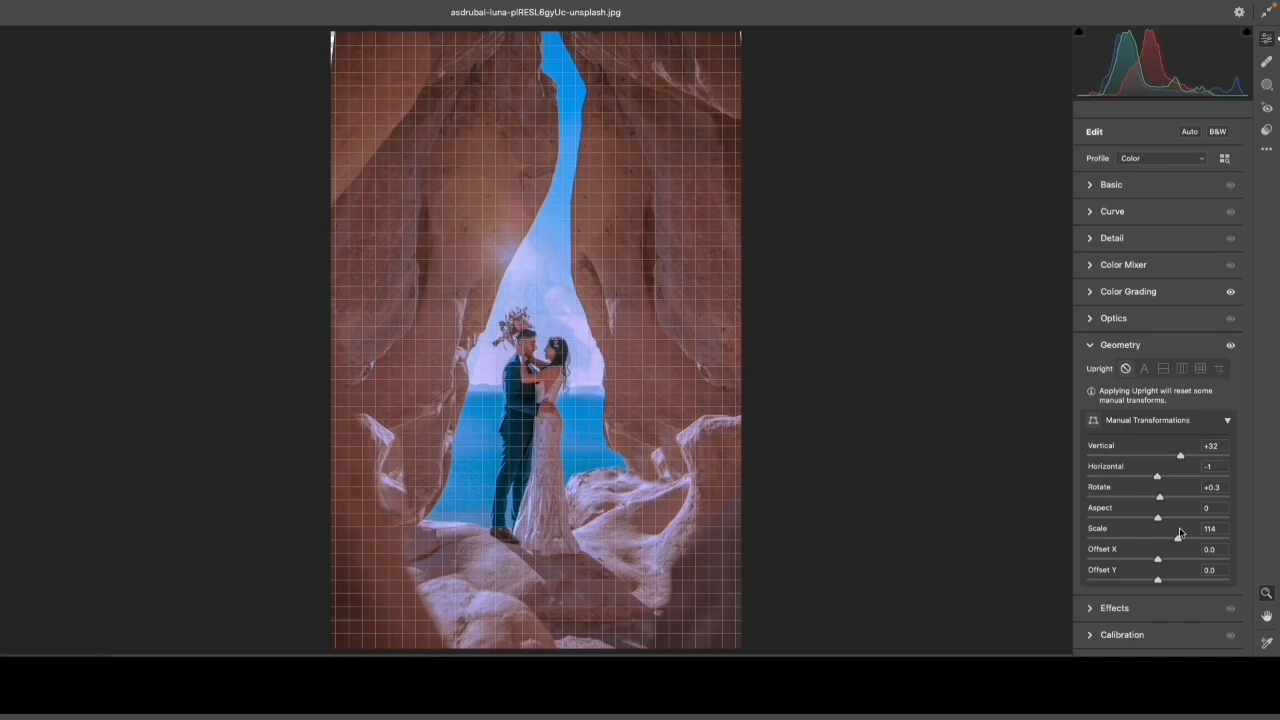 asdrubal-luna-pIRESL6gyUc-unsplash.jpg
Edit Auto B&W
Profile Color
Basic
Curve
Detail
Color Mixer
Color Grading
Optics
Geometry
Upright A
Applying Upright will reset some
manual transforms.
Manual Transformations
Vertical +32
Horizontal -1
Rotate +0.3
Aspect 0
Scale 114
Offset X 0.0
Offset Y 0.0
Effects
Calibration